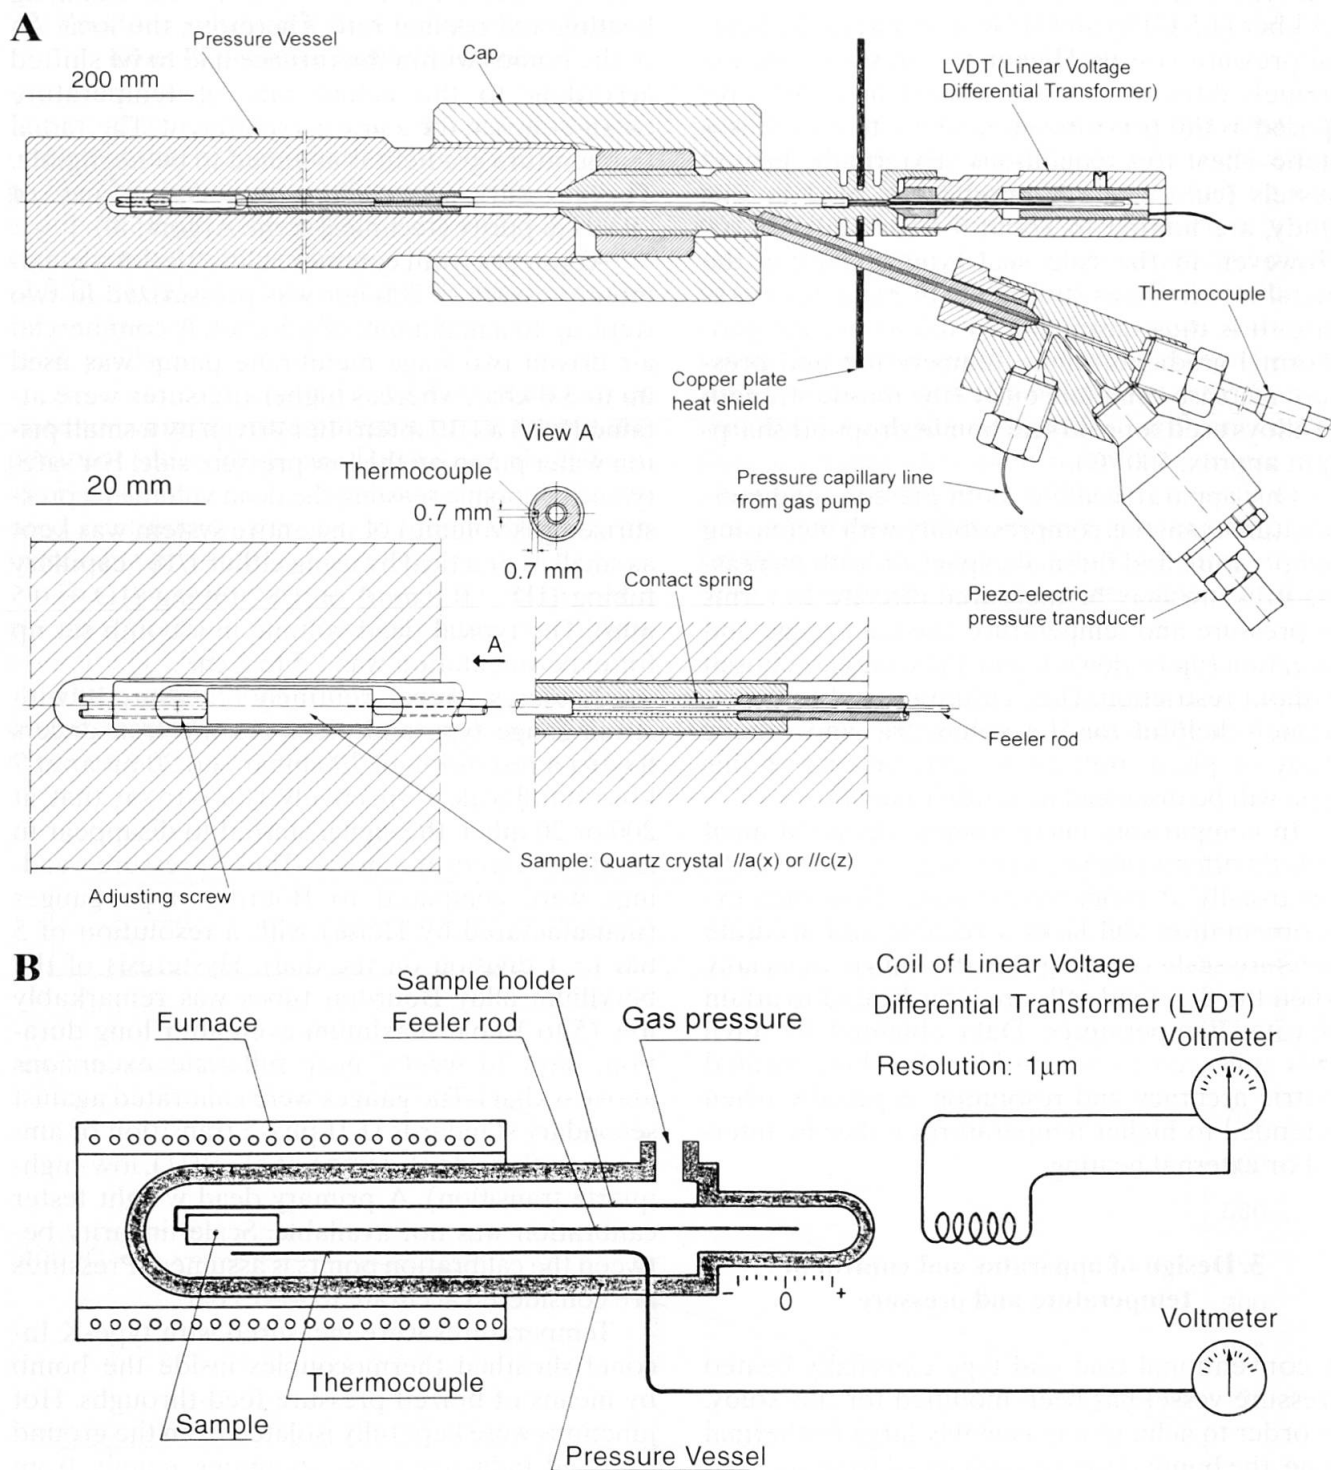 A
Pressure Vessel
200 mm
Cap
LVDT (Linear Voltage
Differential Transformer)
Thermocouple
Copper plate
heat shield
Pressure capillary line
from gas pump
Piezo-electric
pressure transducer
View A
Thermocouple
0.7 mm
0.7 mm
20 mm
A
Contact spring
Feeler rod
Sample: Quartz crystal //a(x) or //c(z)
Adjusting screw
B
Furnace
Sample holder
Feeler rod
Gas pressure
Coil of Linear Voltage
Differential Transformer (LVDT)
Resolution: 1μm
Voltmeter
- 0 +
Voltmeter
Thermocouple
Sample
Pressure Vessel